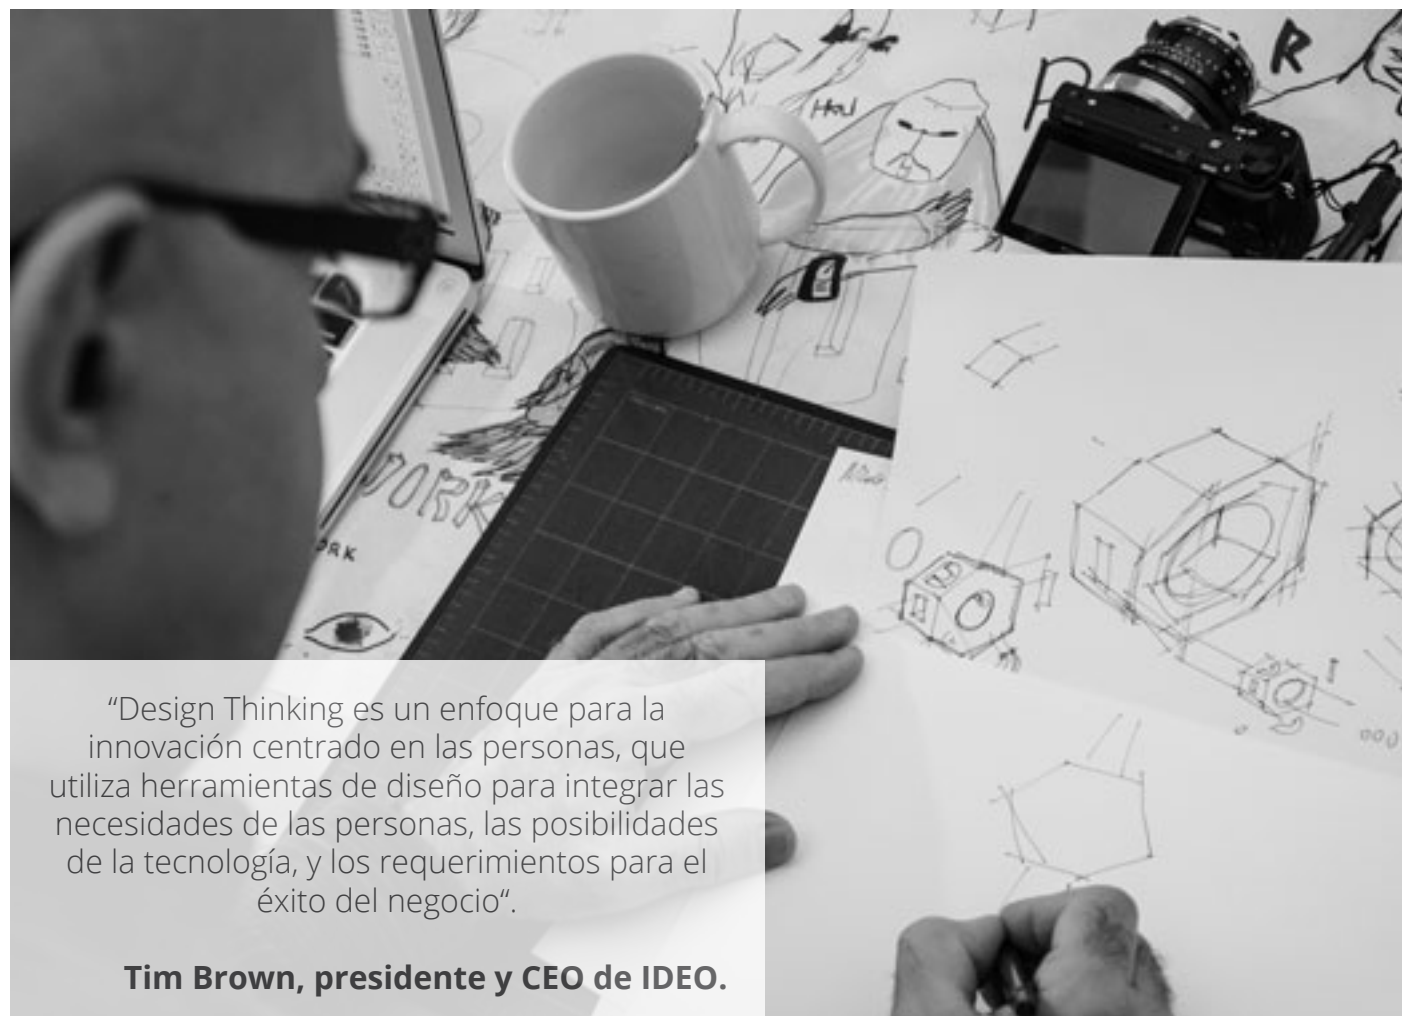 R
P
WORK
“Design Thinking es un enfoque para la
innovación centrado en las personas, que
utiliza herramientas de diseño para integrar las
necesidades de las personas, las posibilidades
de la tecnología, y los requerimientos para el
éxito del negocio“.
Tim Brown, presidente y CEO de IDEO.